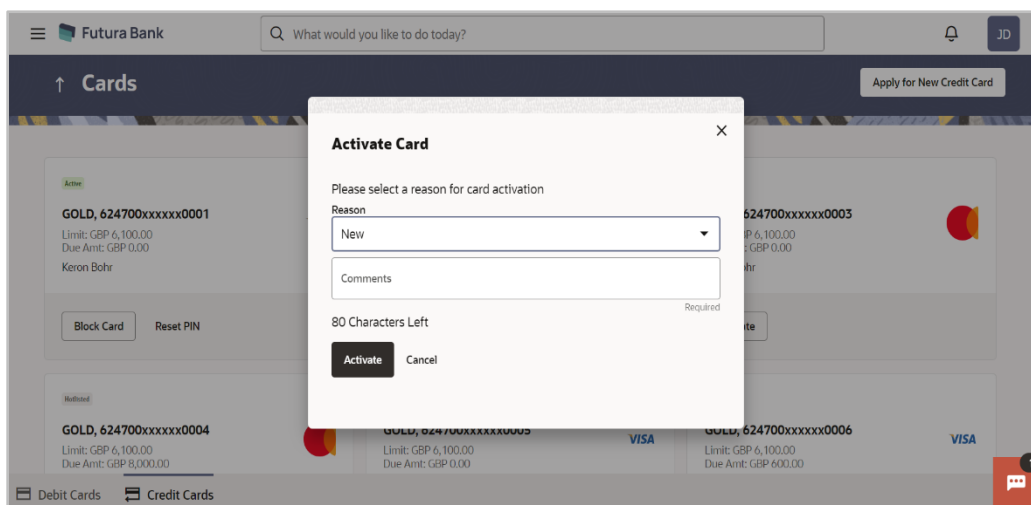 Futura Bank
What would you like to do today?
JD
Cards
Apply for New Credit Card
Activate Card
Please select a reason for card activation
Reason
New
Comments
Required
80 Characters Left
Activate Cancel
Active
GOLD, 624700xxxxxx0001
Limit: GBP 6,100.00
Due Amt: GBP 0.00
Keron Bohr
Block Card Reset PIN
624700xxxxxx0003
GBP 0.00
Hotlisted
GOLD, 624700xxxxxx0004
Limit: GBP 6,100.00
Due Amt: GBP 8,000.00
GOLD, 624700xxxxxx0005
VISA
Limit: GBP 6,100.00
Due Amt: GBP 0.00
GOLD, 624700xxxxxx0006
VISA
Limit: GBP 6,100.00
Due Amt: GBP 600.00
Debit Cards Credit Cards